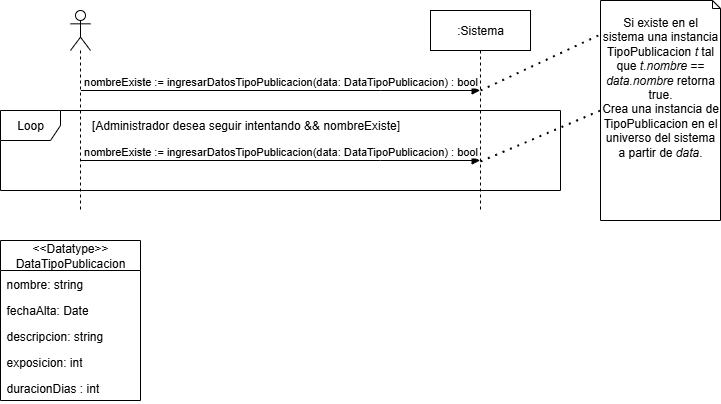 :Sistema
nombreExiste := ingresarDatosTipoPublicacion(data: DataTipoPublicacion) : bool
Loop
[Administrador desea seguir intentando && nombreExiste]
nombreExiste := ingresarDatosTipoPublicacion(data: DataTipoPublicacion) : bool
Si existe en el
sistema una instancia
TipoPublicacion t tal
que t.nombre ==
data.nombre retorna
true.
Crea una instancia de
TipoPublicacion en el
universo del sistema
a partir de data.
<<Datatype>>
DataTipoPublicacion
nombre: string
fechaAlta: Date
descripcion: string
exposicion: int
duracionDias : int